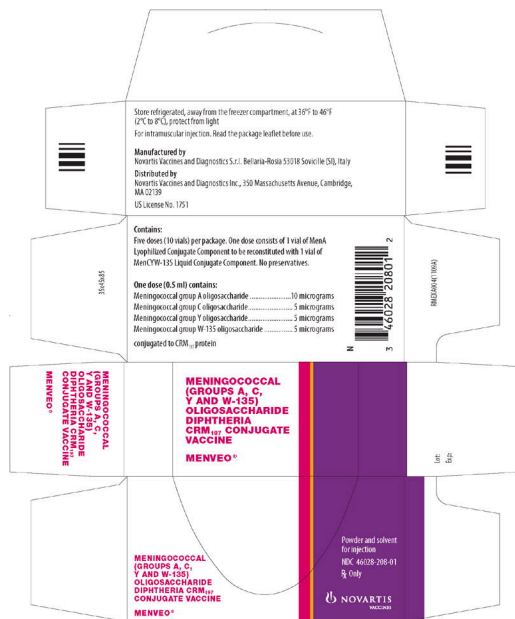 Store refrigerated, away from the freezer compartment, at 36°F to 46°F
(2°C to 8°C), protect from light
For intramuscular injection. Read the package leaflet before use.
Manufactured by
Novartis Vaccines and Diagnostics S.r.l. Bellaria-Rosia 53018 Sovicille (SI), Italy
Distributed by
Novartis Vaccines and Diagnostics Inc., 350 Massachusetts Avenue, Cambridge,
MA 02139
US License No. 1751
35x45x85
Contains:
Five doses (10 vials) per package. One dose consists of 1 vial of MenA
Lyophilized Conjugate Component to be reconstituted with 1 vial of
MenCYW-135 Liquid Conjugate Component. No preservatives.
One dose (0.5 ml) contains:
Meningococcal group A oligosaccharide ..................10 micrograms
Meningococcal group C oligosaccharide .................... 5 micrograms
Meningococcal group Y oligosaccharide.................... 5 micrograms
Meningococcal group W-135 oligosaccharide ............. 5 micrograms
conjugated to CRM197 protein
N
3 46028 20801 2
MENINGOCOCCAL
(GROUPS A, C,
Y AND W-135)
OLIGOSACCHARIDE
DIPHTHERIA CRM197
CONJUGATE VACCINE
MENVEO®
MENINGOCOCCAL
(GROUPS A, C,
Y AND W-135)
OLIGOSACCHARIDE
DIPHTHERIA
CRM197 CONJUGATE
VACCINE
MENVEO®
Lot:
Exp:
MENINGOCOCCAL
(GROUPS A, C,
Y AND W-135)
OLIGOSACCHARIDE
DIPHTHERIA CRM197
CONJUGATE VACCINE
MENVEO®
Powder and solvent
for injection
NDC 46028-208-01
℞ Only
NOVARTIS
VACCINES